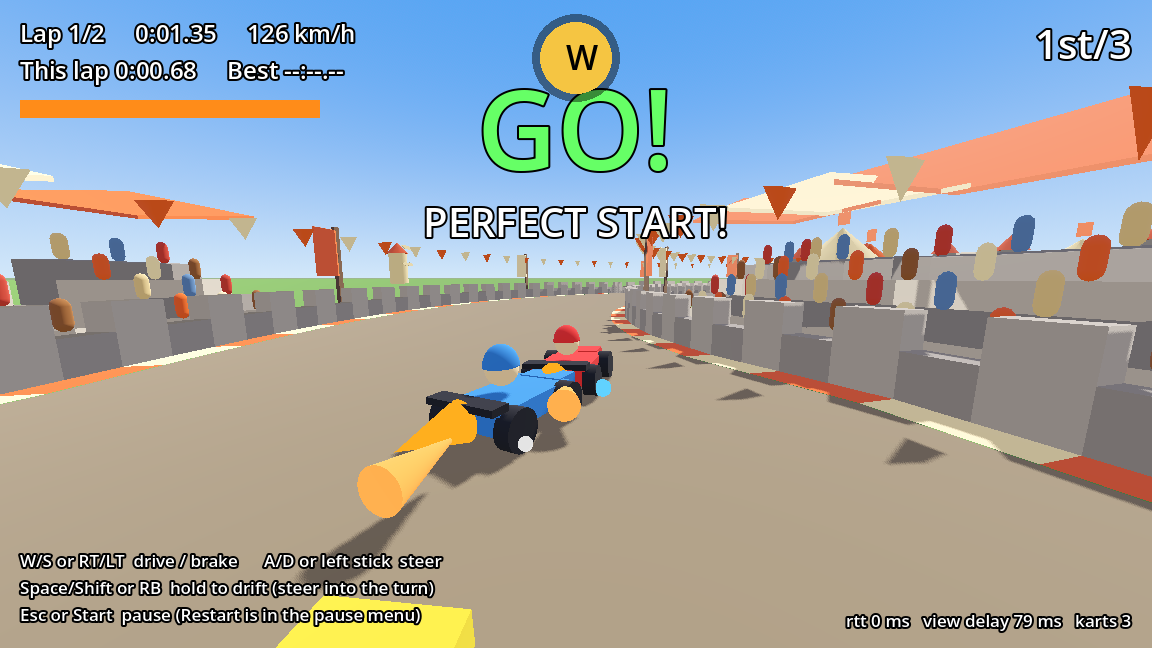 Lap 1/2 0:01.35 126 km/h
This lap 0:00.68 Best --:--.--
W
1st/3
GO!
PERFECT START!
W/S or RT/LT drive / brake A/D or left stick steer
Space/Shift or RB hold to drift (steer into the turn)
Esc or Start pause (Restart is in the pause menu)
rtt 0 ms view delay 79 ms karts 3